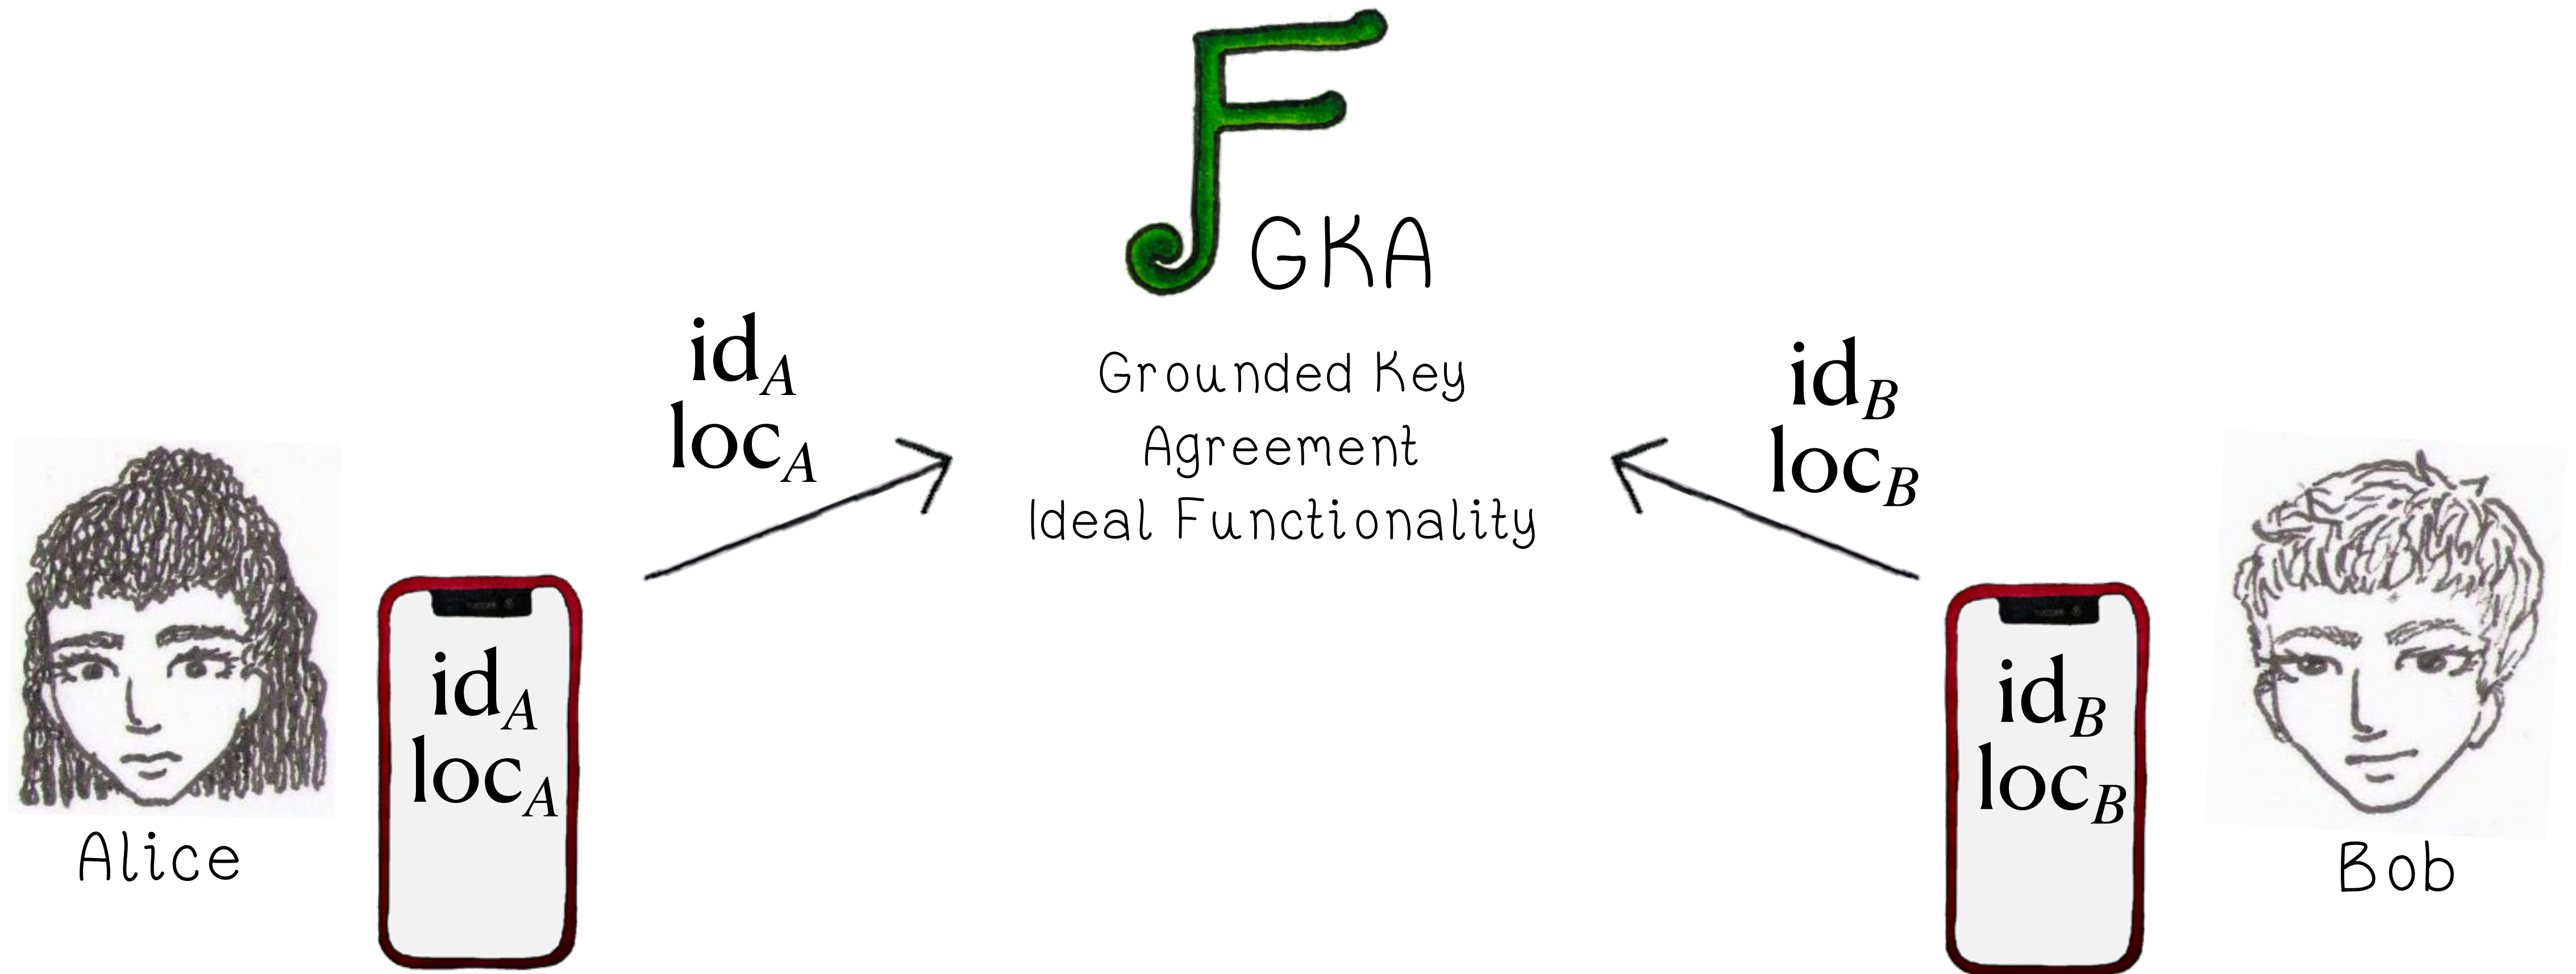 F GKA
Grounded Key
Agreement
Ideal Functionality
id_A
loc_A
id_B
loc_B
id_A
loc_A
id_B
loc_B
Alice
Bob